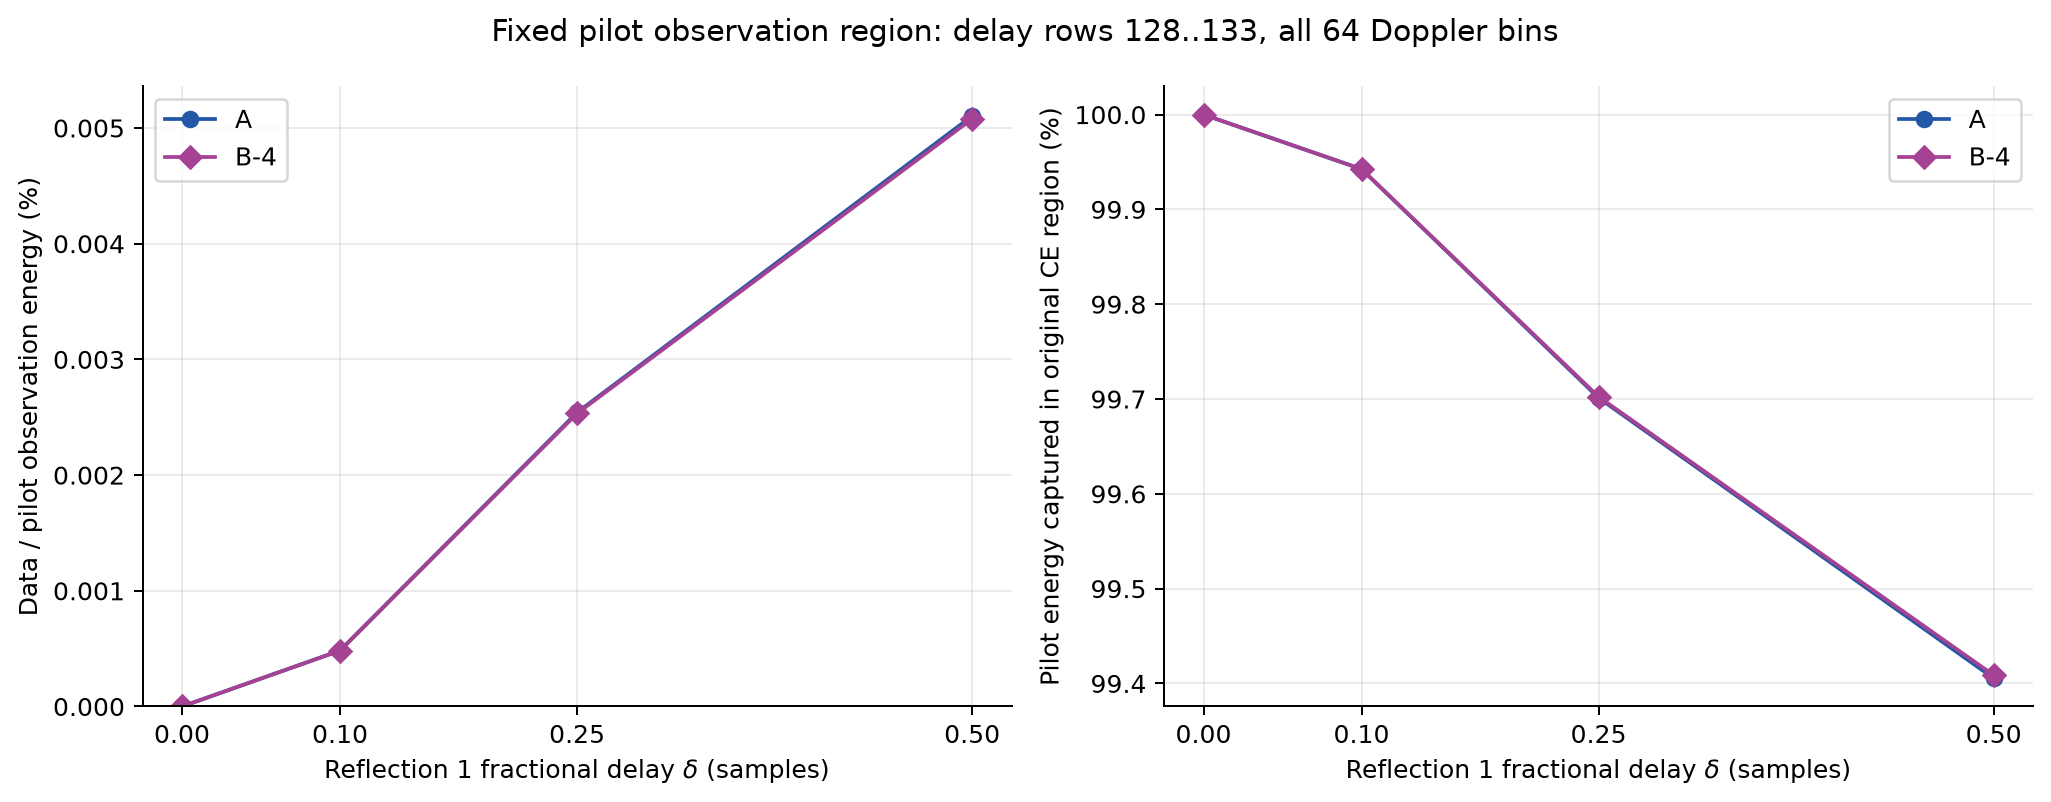 Fixed pilot observation region: delay rows 128..133, all 64 Doppler bins
A
B-4
Data / pilot observation energy (%)
0.005
0.004
0.003
0.002
0.001
0.000
0.00 0.10 0.25 0.50
Reflection 1 fractional delay δ (samples)
A
B-4
Pilot energy captured in original CE region (%)
100.0
99.9
99.8
99.7
99.6
99.5
99.4
0.00 0.10 0.25 0.50
Reflection 1 fractional delay δ (samples)